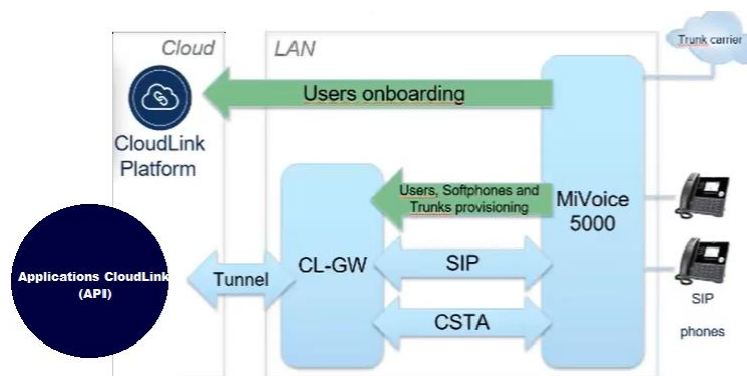 Cloud
LAN
Trunk carrier
Users onboarding
CloudLink
Platform
Users, Softphones and
Trunks provisioning
MiVoice
5000
Applications CloudLink
(API)
Tunnel
CL-GW
SIP
CSTA
SIP
phones